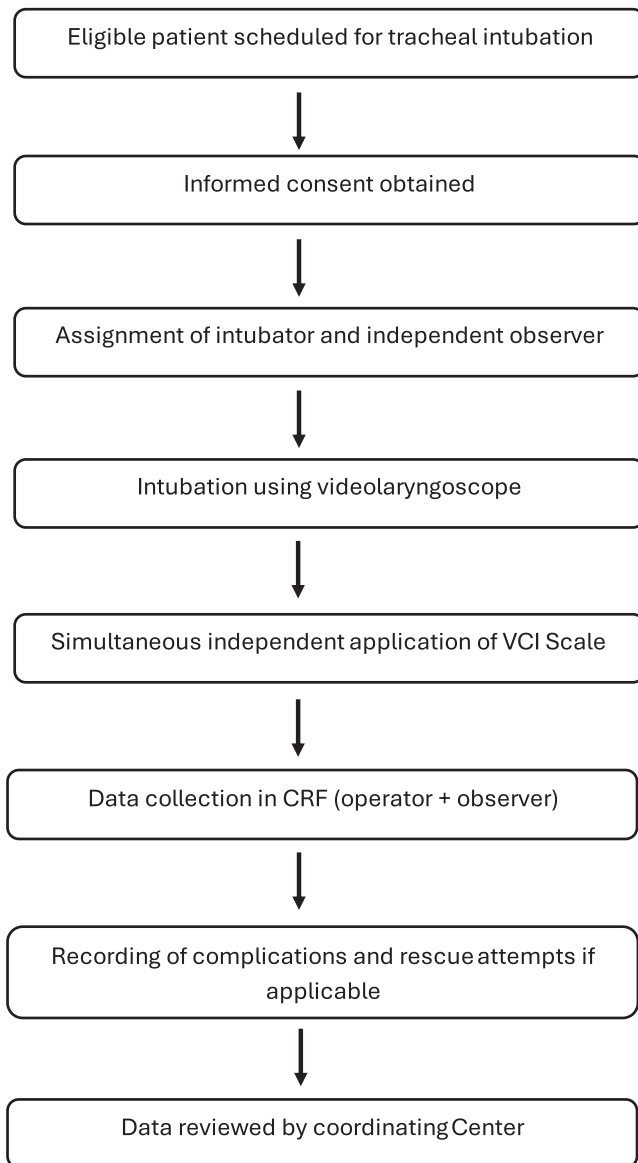 Eligible patient scheduled for tracheal intubation
Informed consent obtained
Assignment of intubator and independent observer
Intubation using videolaryngoscope
Simultaneous independent application of VCI Scale
Data collection in CRF (operator + observer)
Recording of complications and rescue attempts if
applicable
Data reviewed by coordinating Center